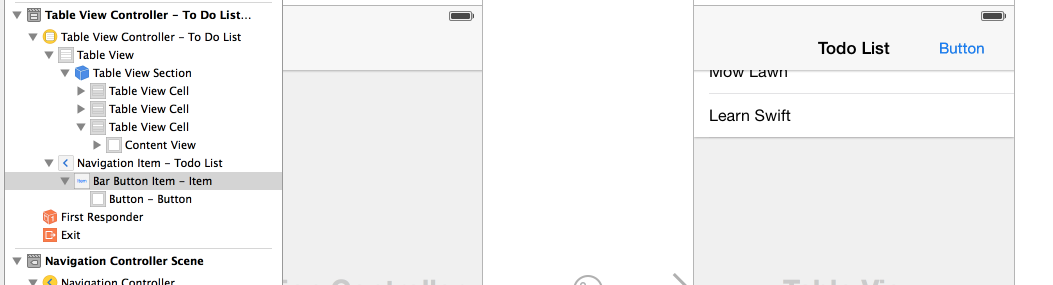 Table View Controller – To Do List...
Table View Controller – To Do List
Table View
Table View Section
Table View Cell
Table View Cell
Table View Cell
Content View
Navigation Item – Todo List
Item
Bar Button Item – Item
Button – Button
First Responder
Exit
Navigation Controller Scene
Navigation Controller
Todo List
Button
Mow Lawn
Learn Swift